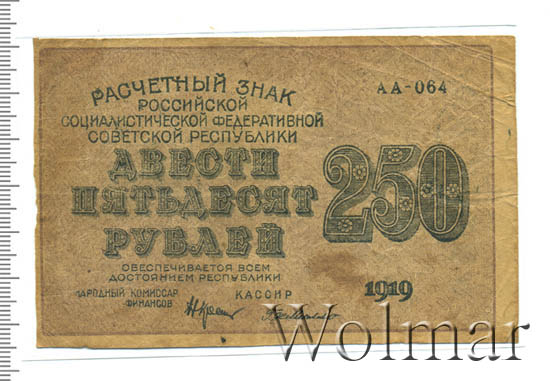 РАСЧЕТНЫЙ ЗНАК
РОССИЙСКОЙ
СОЦИАЛИСТИЧЕСКОЙ ФЕДЕРАТИВНОЙ
СОВЕТСКОЙ РЕСПУБЛИКИ
ДВЕСТИ
ПЯТЬДЕСЯТ
РУБЛЕЙ
ОБЕСПЕЧИВАЕТСЯ ВСЕМ
ДОСТОЯНИЕМ РЕСПУБЛИКИ
НАРОДНЫЙ КОМИССАР
ФИНАНСОВ
КАССИР
АА-064
250
1919
Wolmar